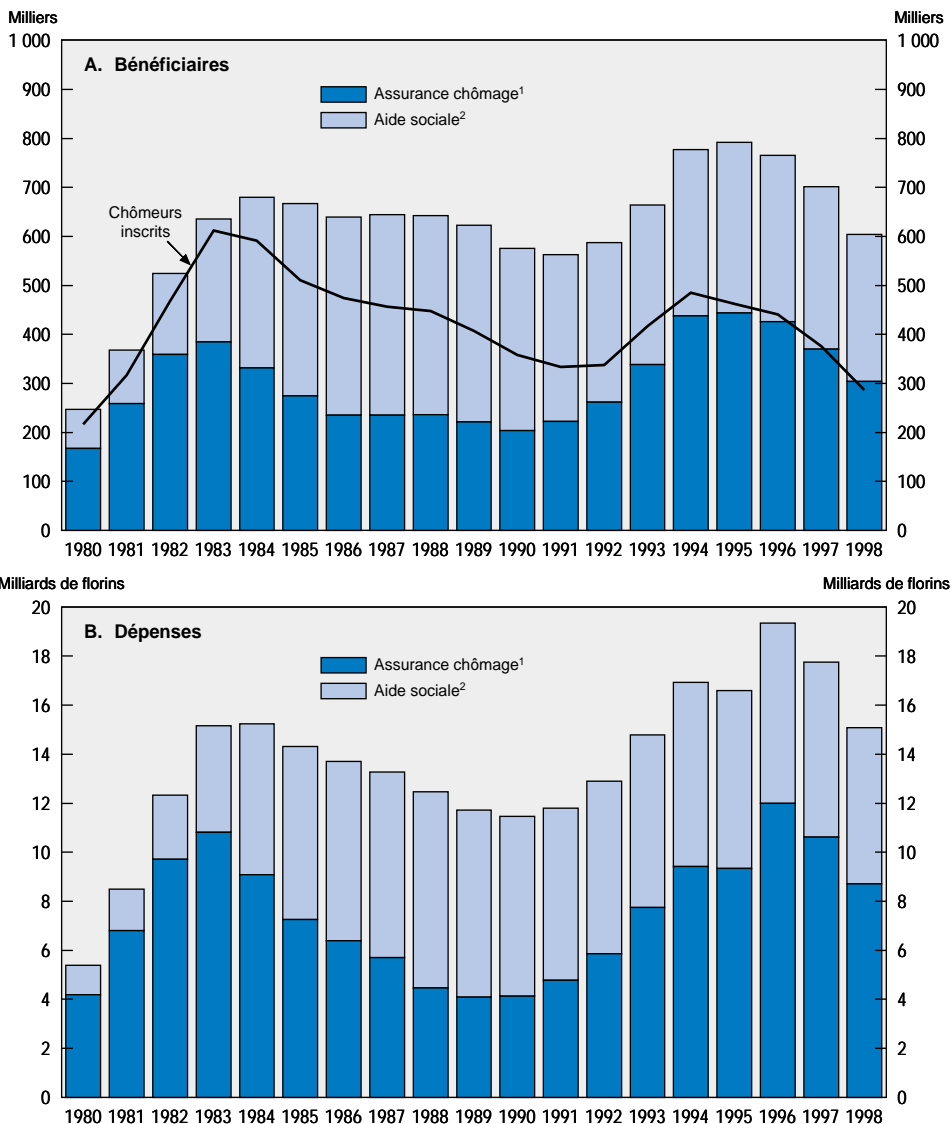 Milliers Milliers
1 000 1 000
A. Bénéficiaires
900 900
Assurance chômage¹
Aide sociale²
800 800
700 700
Chômeurs
inscrits
600 600
500 500
400 400
300 300
200 200
100 100
0 0
1980 1981 1982 1983 1984 1985 1986 1987 1988 1989 1990 1991 1992 1993 1994 1995 1996 1997 1998
Milliards de florins Milliards de florins
20 20
B. Dépenses
18 18
Assurance chômage¹
Aide sociale²
16 16
14 14
12 12
10 10
8 8
6 6
4 4
2 2
0 0
1980 1981 1982 1983 1984 1985 1986 1987 1988 1989 1990 1991 1992 1993 1994 1995 1996 1997 1998